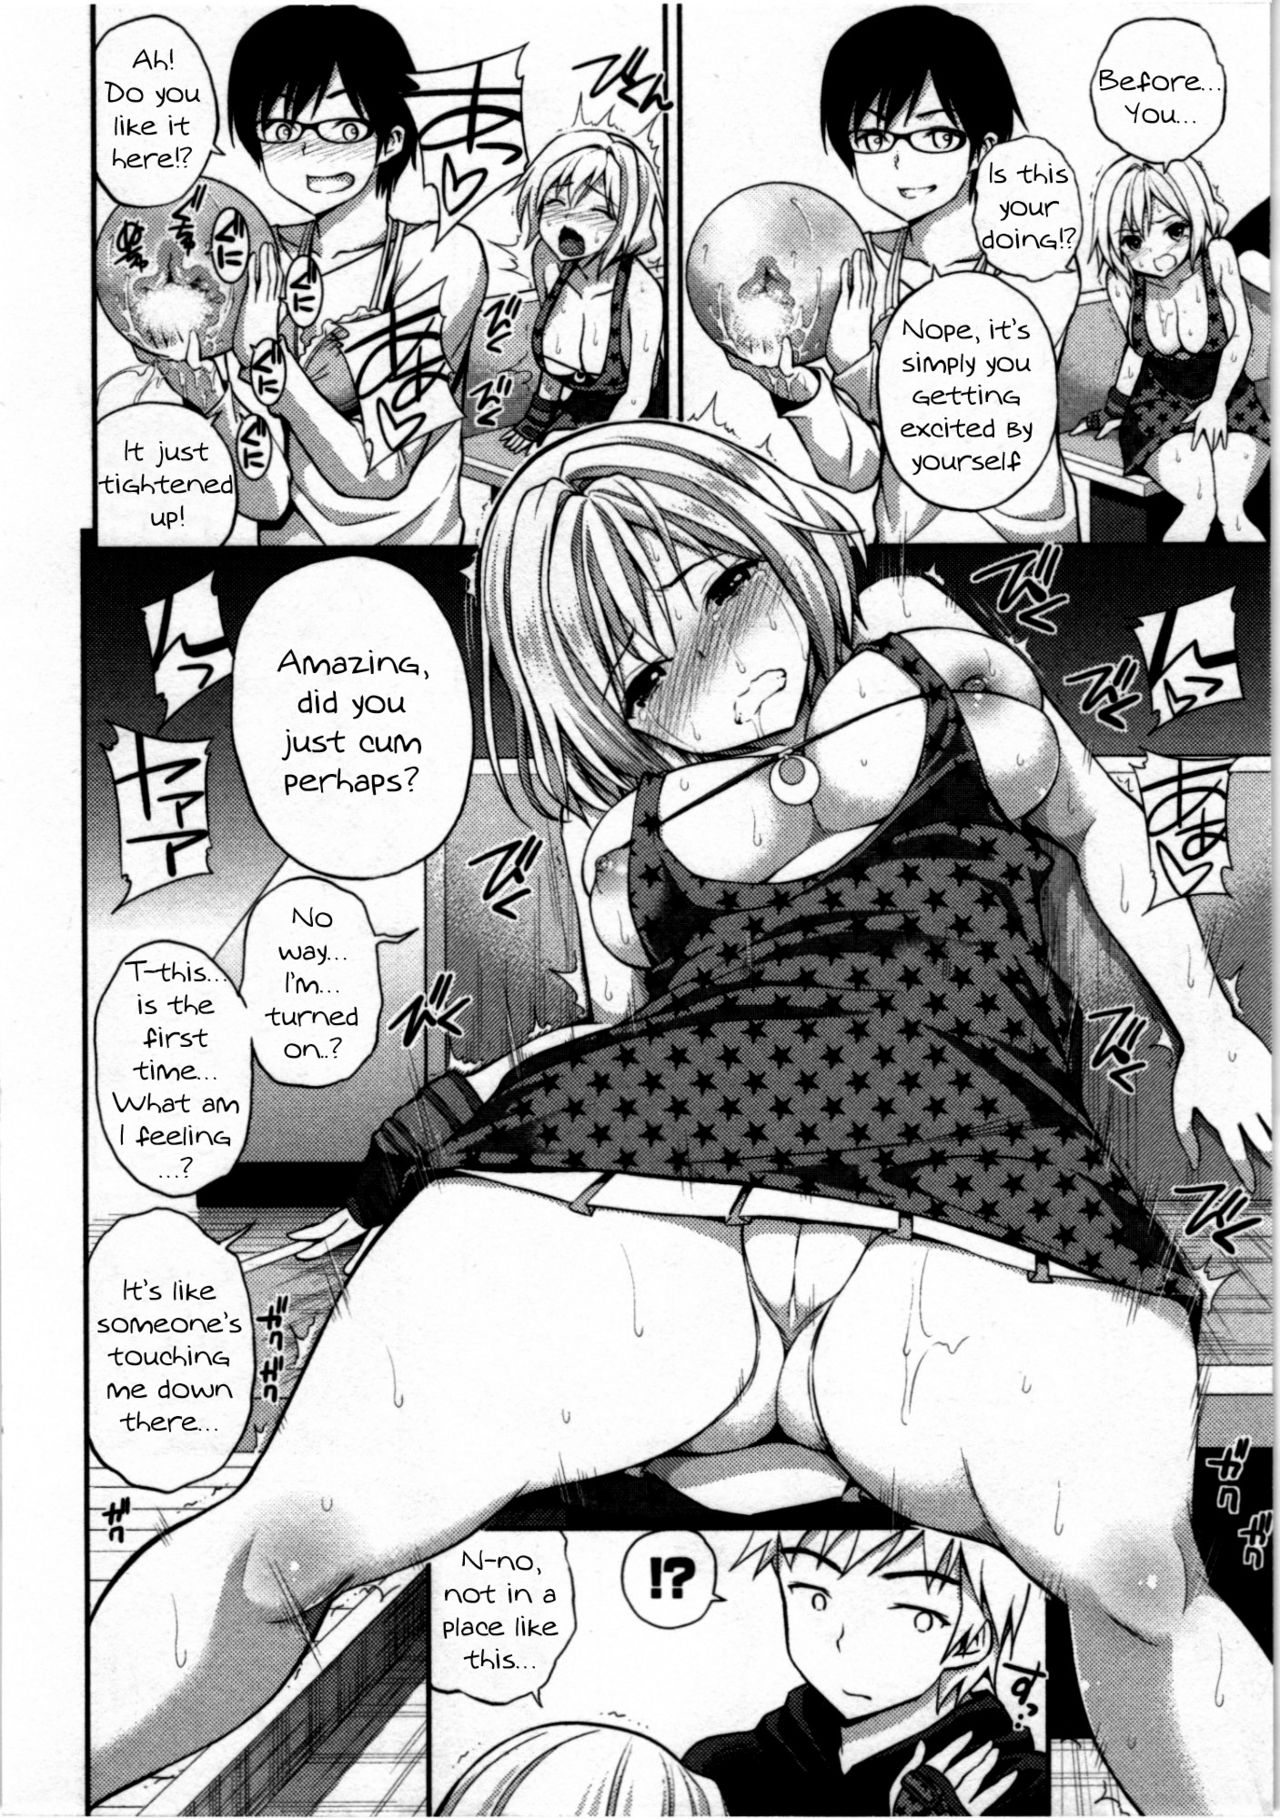 Before...
You...
Is this
your
doing!?
Nope, it's
simply you
getting
excited by
yourself
Ah!
Do you
like it
here!?
It just
tightened
up!
Amazing,
did you
just cum
perhaps?
No
way...
I'm...
turned
on..?
T-this...
is the
first
time...
What am
I feeling
...?
It's like
someone's
touching
me down
there...
N-no,
not in a
place like
this...
!?